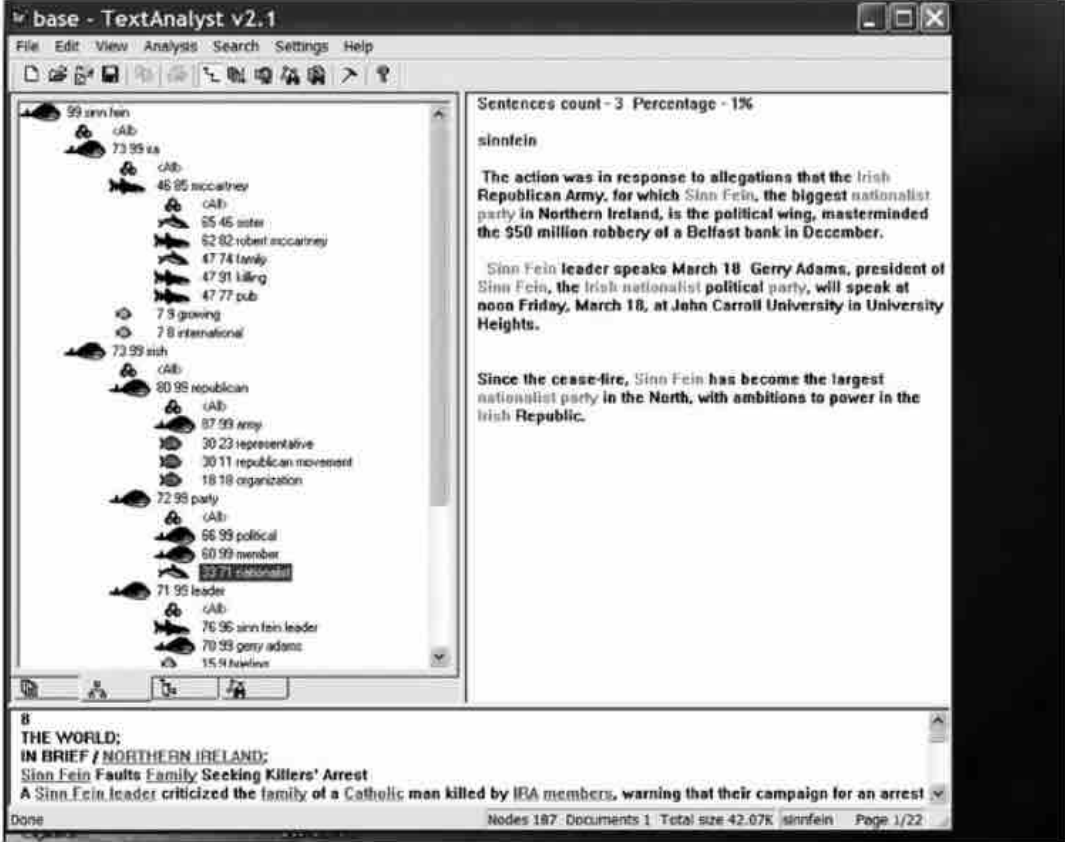 base - TextAnalyst v2.1
File Edit View Analysis Search Settings Help
99 sinn fein
<All>
73 99 ira
<All>
46 85 mccartney
<All>
65 46 sister
62 82 robert mccartney
47 74 family
47 91 killing
47 77 pub
7 9 growing
7 8 international
73 99 irish
<All>
80 99 republican
<All>
87 99 army
30 23 representative
30 11 republican movement
18 18 organization
72 99 party
<All>
66 99 political
60 99 member
33 71 nationalist
71 99 leader
<All>
76 96 sinn fein leader
70 99 gerry adams
15 9 briefing
Sentences count - 3 Percentage - 1%
sinnfein
The action was in response to allegations that the Irish
Republican Army, for which Sinn Fein, the biggest nationalist
party in Northern Ireland, is the political wing, masterminded
the $50 million robbery of a Belfast bank in December.
Sinn Fein leader speaks March 18 Gerry Adams, president of
Sinn Fein, the Irish nationalist political party, will speak at
noon Friday, March 18, at John Carroll University in University
Heights.
Since the cease-fire, Sinn Fein has become the largest
nationalist party in the North, with ambitions to power in the
Irish Republic.
8
THE WORLD;
IN BRIEF / NORTHERN IRELAND;
Sinn Fein Faults Family Seeking Killers' Arrest
A Sinn Fein leader criticized the family of a Catholic man killed by IRA members, warning that their campaign for an arrest
Done
Nodes 187 Documents 1 Total size 42.07K sinnfein Page 1/22